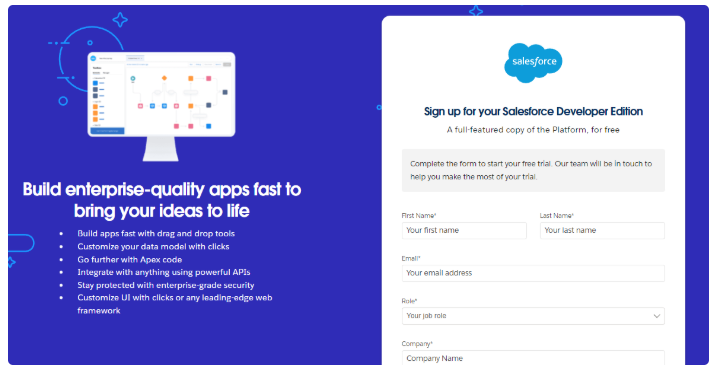 Build enterprise-quality apps fast to
bring your ideas to life
Build apps fast with drag and drop tools
Customize your data model with clicks
Go further with Apex code
Integrate with anything using powerful APIs
Stay protected with enterprise-grade security
Customize UI with clicks or any leading-edge web
framework
salesforce
Sign up for your Salesforce Developer Edition
A full-featured copy of the Platform, for free
Complete the form to start your free trial. Our team will be in touch to
help you make the most of your trial.
First Name* Last Name*
Your first name Your last name
Email*
Your email address
Role*
Your job role
Company*
Company Name